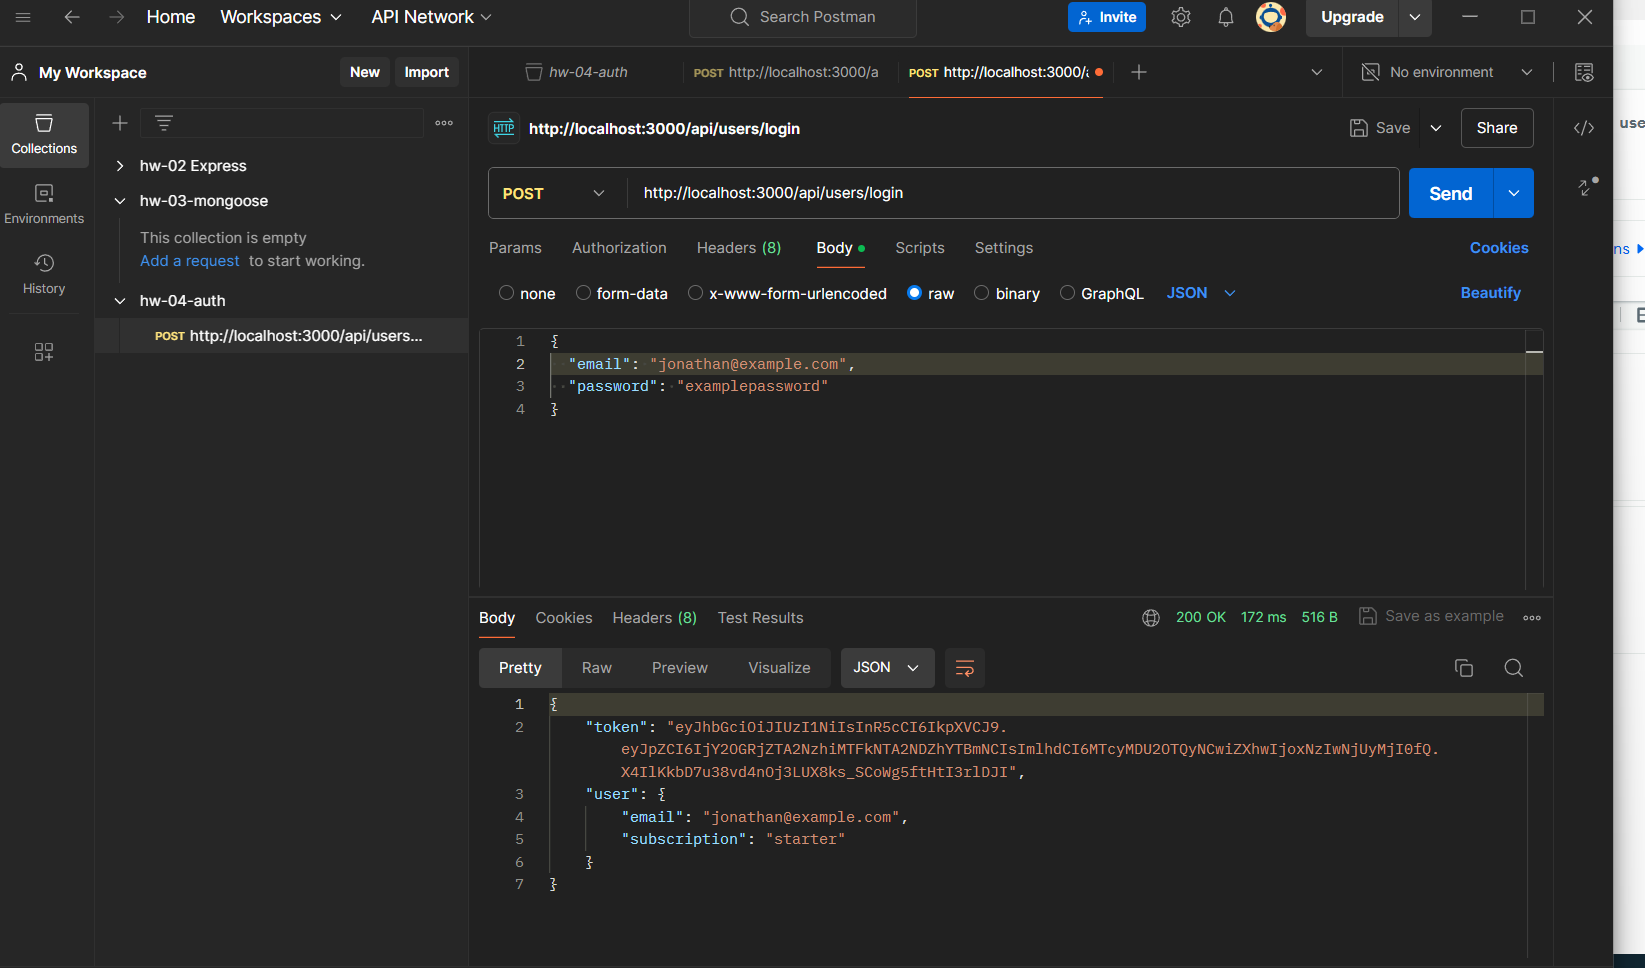 Home
Workspaces
API Network
Search Postman
Invite
Upgrade
My Workspace
New
Import
hw-04-auth
POST http://localhost:3000/a
POST http://localhost:3000/
No environment
Collections
Environments
History
hw-02 Express
hw-03-mongoose
This collection is empty
Add a request to start working.
hw-04-auth
POST http://localhost:3000/api/users...
HTTP http://localhost:3000/api/users/login
Save
Share
</>
use
POST http://localhost:3000/api/users/login
Send
Params Authorization Headers (8) Body Scripts Settings
Cookies
ns
none form-data x-www-form-urlencoded raw binary GraphQL JSON
Beautify
1 {
2 "email": "jonathan@example.com",
3 "password": "examplepassword"
4 }
Body Cookies Headers (8) Test Results
200 OK 172 ms 516 B Save as example
Pretty Raw Preview Visualize JSON
1 {
2 "token": "eyJhbGciOiJIUzI1NiIsInR5cCI6IkpXVCJ9.
eyJpZCI6IjY2OGRjZTA2NzhiMTFkNTA2NDZhYTBmNCIsImlhdCI6MTcyMDU2OTQyNCwiZXhwIjoxNzIwNjUyMjI0fQ.
X4IlKkbD7u38vd4nOj3LUX8ks_SCoWg5ftHtI3rlDJI",
3 "user": {
4 "email": "jonathan@example.com",
5 "subscription": "starter"
6 }
7 }